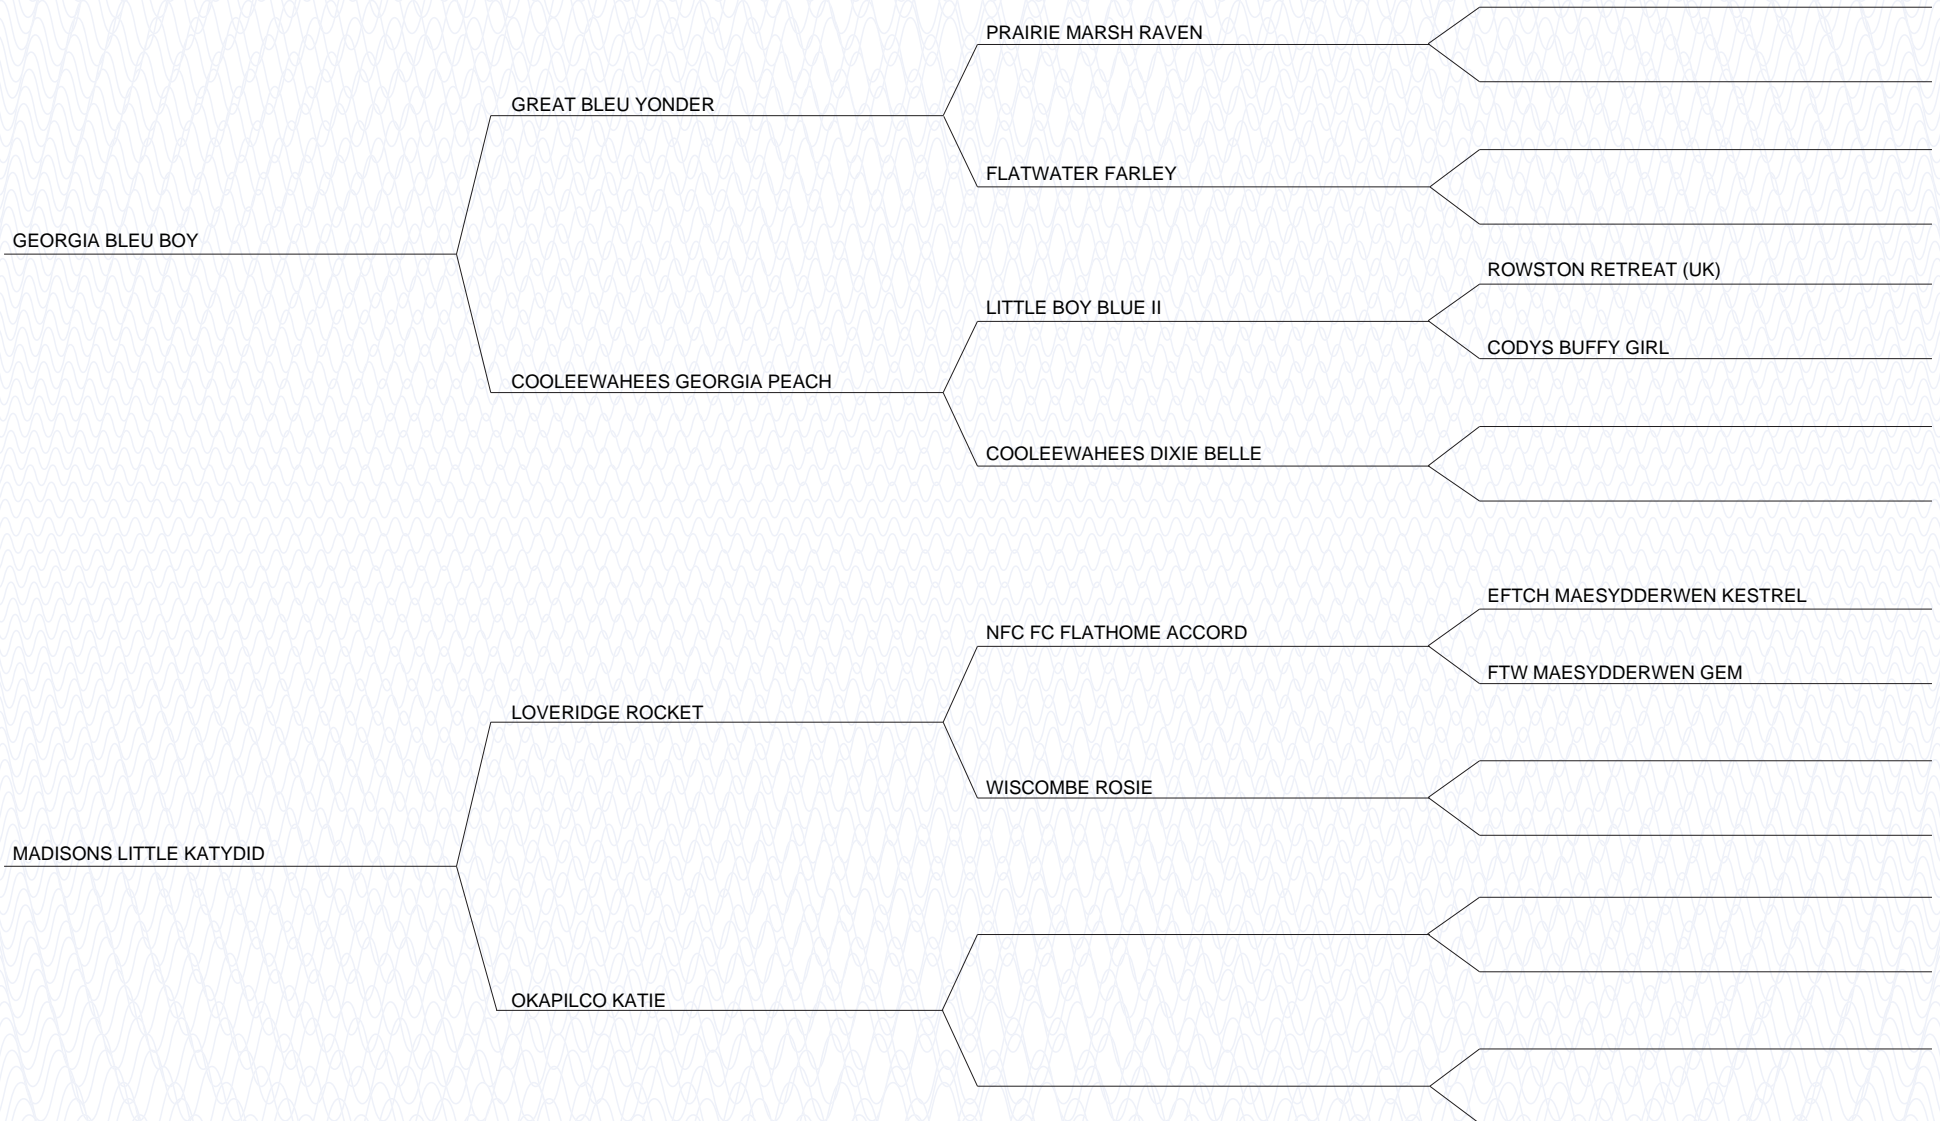 PRAIRIE MARSH RAVEN
GREAT BLEU YONDER
FLATWATER FARLEY
GEORGIA BLEU BOY
ROWSTON RETREAT (UK)
LITTLE BOY BLUE II
CODYS BUFFY GIRL
COOLEEWAHEES GEORGIA PEACH
COOLEEWAHEES DIXIE BELLE
EFTCH MAESYDDERWEN KESTREL
NFC FC FLATHOME ACCORD
FTW MAESYDDERWEN GEM
LOVERIDGE ROCKET
WISCOMBE ROSIE
MADISONS LITTLE KATYDID
OKAPILCO KATIE